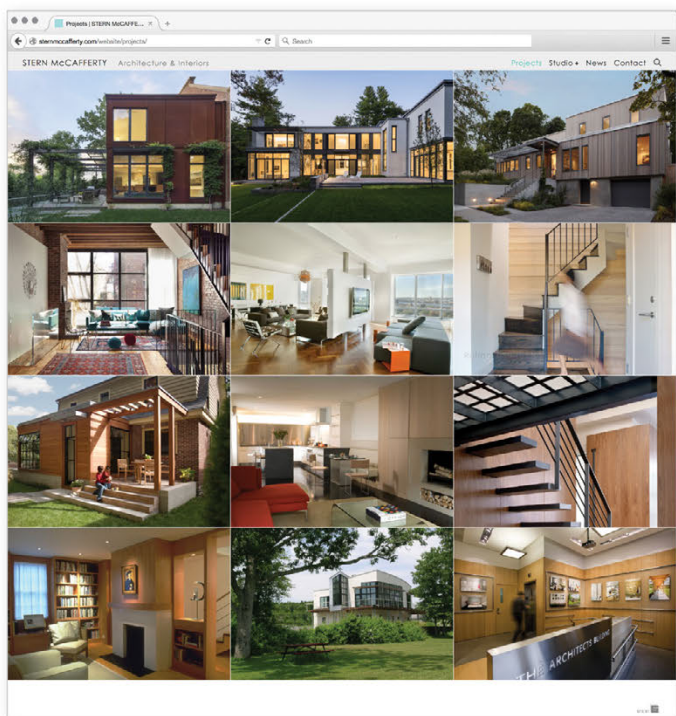 Projects | STERN McCAFFE...
sternmccafferty.com/website/projects/
Search
STERN McCAFFERTY Architecture & Interiors
Projects Studio + News Contact
THE ARCHITECTS BUILDING